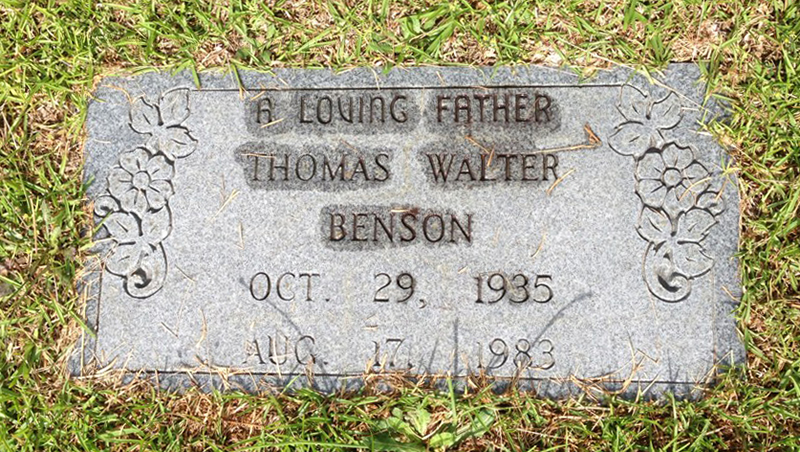 A LOVING FATHER
THOMAS WALTER
BENSON
OCT. 29, 1935
AUG. 17, 1983